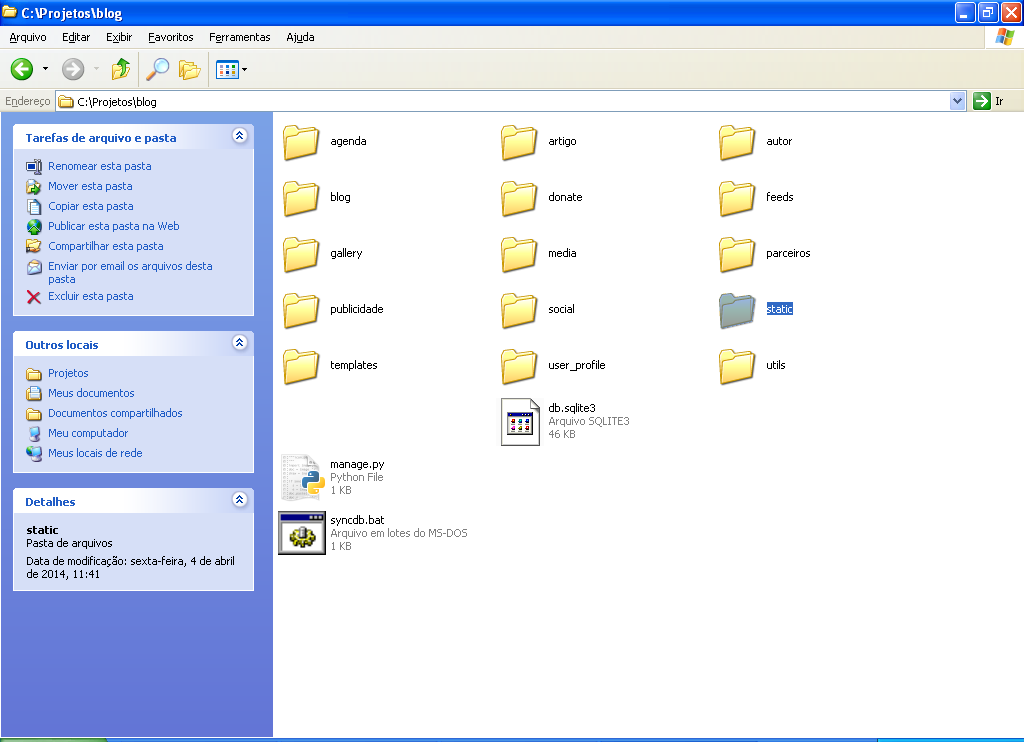 C:\Projetos\blog
Arquivo Editar Exibir Favoritos Ferramentas Ajuda
Endereço C:\Projetos\blog Ir
Tarefas de arquivo e pasta
Renomear esta pasta
Mover esta pasta
Copiar esta pasta
Publicar esta pasta na Web
Compartilhar esta pasta
Enviar por email os arquivos desta
pasta
Excluir esta pasta
Outros locais
Projetos
Meus documentos
Documentos compartilhados
Meu computador
Meus locais de rede
Detalhes
static
Pasta de arquivos
Data de modificação: sexta-feira, 4 de abril
de 2014, 11:41
agenda artigo autor
blog donate feeds
gallery media parceiros
publicidade social static
templates user_profile utils
db.sqlite3
Arquivo SQLITE3
46 KB
manage.py
Python File
1 KB
syncdb.bat
Arquivo em lotes do MS-DOS
1 KB